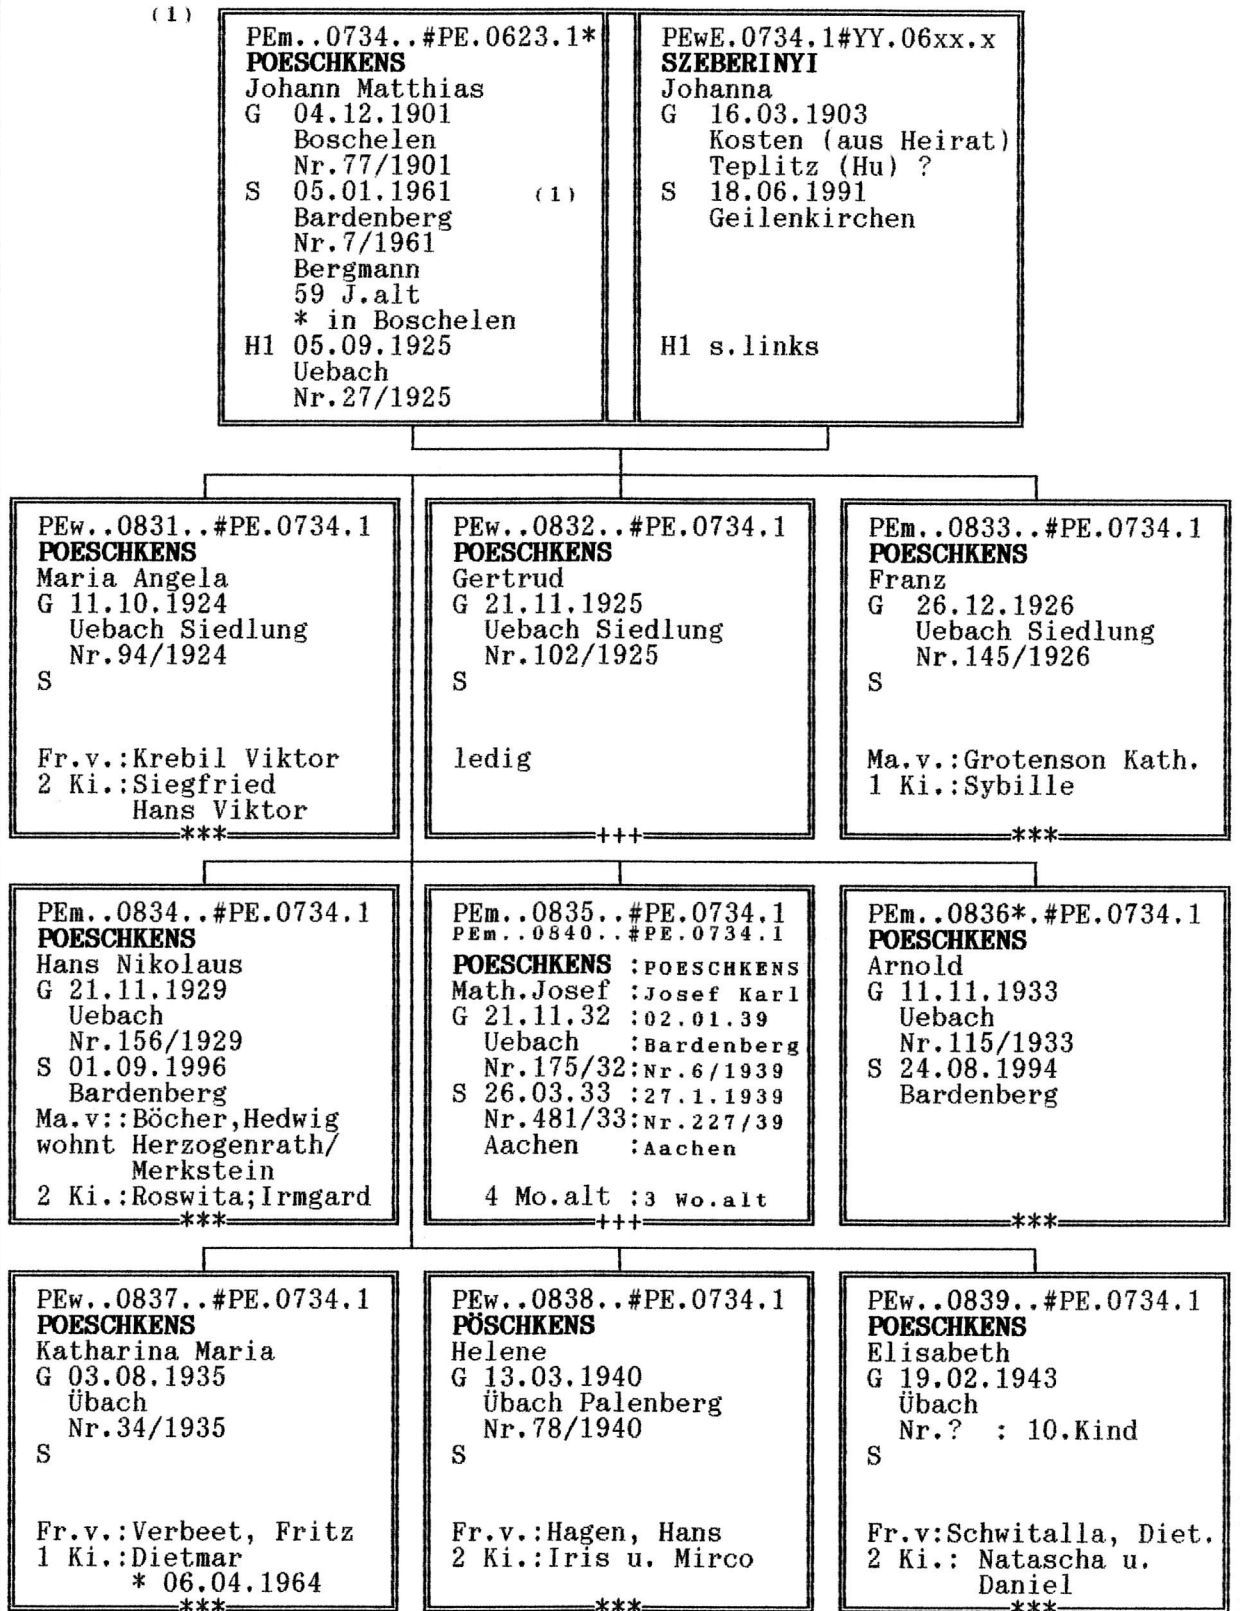 (1)
PEm..0734..#PE.0623.1*
POESCHKENS
Johann Matthias
G 04.12.1901
Boschelen
Nr.77/1901
S 05.01.1961
Bardenberg
Nr.7/1961
Bergmann
59 J.alt
* in Boschelen
H1 05.09.1925
Uebach
Nr.27/1925
(1)
PEwE.0734.1#YY.06xx.x
SZEBERINYI
Johanna
G 16.03.1903
Kosten (aus Heirat)
Teplitz (Hu) ?
S 18.06.1991
Geilenkirchen
H1 s.links
PEw..0831..#PE.0734.1
POESCHKENS
Maria Angela
G 11.10.1924
Uebach Siedlung
Nr.94/1924
S
Fr.v.:Krebil Viktor
2 Ki.:Siegfried
Hans Viktor
***
PEw..0832..#PE.0734.1
POESCHKENS
Gertrud
G 21.11.1925
Uebach Siedlung
Nr.102/1925
S
ledig
+++
PEm..0833..#PE.0734.1
POESCHKENS
Franz
G 26.12.1926
Uebach Siedlung
Nr.145/1926
S
Ma.v.:Grotenson Kath.
1 Ki.:Sybille
***
PEm..0834..#PE.0734.1
POESCHKENS
Hans Nikolaus
G 21.11.1929
Uebach
Nr.156/1929
S 01.09.1996
Bardenberg
Ma.v::Böcher,Hedwig
wohnt Herzogenrath/
Merkstein
2 Ki.:Roswita;Irmgard
***
PEm..0835..#PE.0734.1
PEm..0840..#PE.0734.1
POESCHKENS :POESCHKENS
Math.Josef :Josef Karl
G 21.11.32 :02.01.39
Uebach :Bardenberg
Nr.175/32:Nr.6/1939
S 26.03.33 :27.1.1939
Nr.481/33:Nr.227/39
Aachen :Aachen
4 Mo.alt :3 Wo.alt
+++
PEm..0836*.#PE.0734.1
POESCHKENS
Arnold
G 11.11.1933
Uebach
Nr.115/1933
S 24.08.1994
Bardenberg
***
PEw..0837..#PE.0734.1
POESCHKENS
Katharina Maria
G 03.08.1935
Übach
Nr.34/1935
S
Fr.v.:Verbeet, Fritz
1 Ki.:Dietmar
* 06.04.1964
***
PEw..0838..#PE.0734.1
PÖSCHKENS
Helene
G 13.03.1940
Übach Palenberg
Nr.78/1940
S
Fr.v.:Hagen, Hans
2 Ki.:Iris u. Mirco
***
PEw..0839..#PE.0734.1
POESCHKENS
Elisabeth
G 19.02.1943
Übach
Nr.? : 10.Kind
S
Fr.v:Schwitalla, Diet.
2 Ki.: Natascha u.
Daniel
***